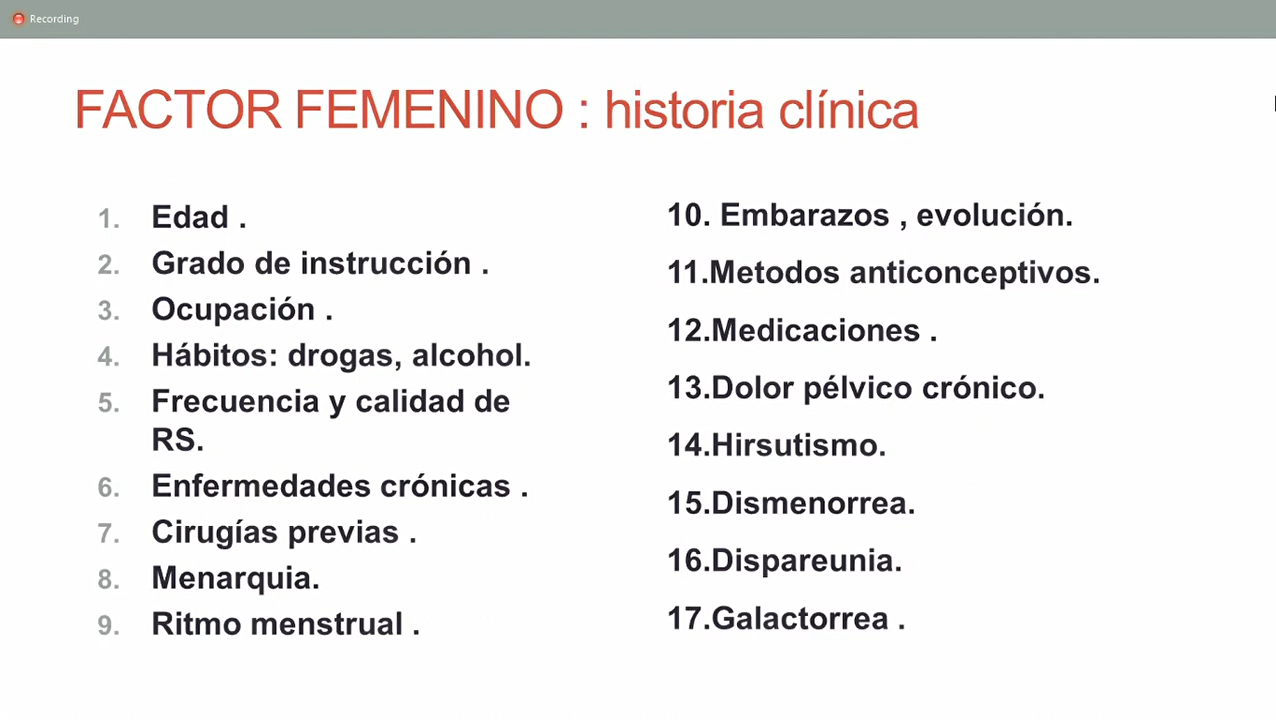 Recording
FACTOR FEMENINO : historia clínica
1. Edad .
2. Grado de instrucción .
3. Ocupación .
4. Hábitos: drogas, alcohol.
5. Frecuencia y calidad de
RS.
6. Enfermedades crónicas .
7. Cirugías previas .
8. Menarquia.
9. Ritmo menstrual .
10. Embarazos , evolución.
11.Metodos anticonceptivos.
12.Medicaciones .
13.Dolor pélvico crónico.
14.Hirsutismo.
15.Dismenorrea.
16.Dispareunia.
17.Galactorrea .